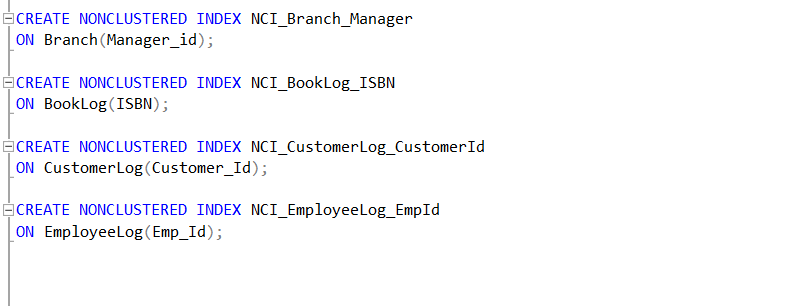 CREATE NONCLUSTERED INDEX NCI_Branch_Manager
ON Branch(Manager_id);
CREATE NONCLUSTERED INDEX NCI_BookLog_ISBN
ON BookLog(ISBN);
CREATE NONCLUSTERED INDEX NCI_CustomerLog_CustomerId
ON CustomerLog(Customer_Id);
CREATE NONCLUSTERED INDEX NCI_EmployeeLog_EmpId
ON EmployeeLog(Emp_Id);